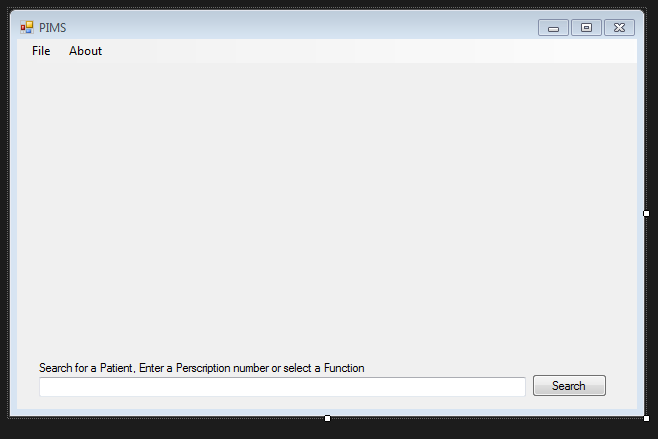 PIMS
File About
Search for a Patient, Enter a Perscription number or select a Function
Search